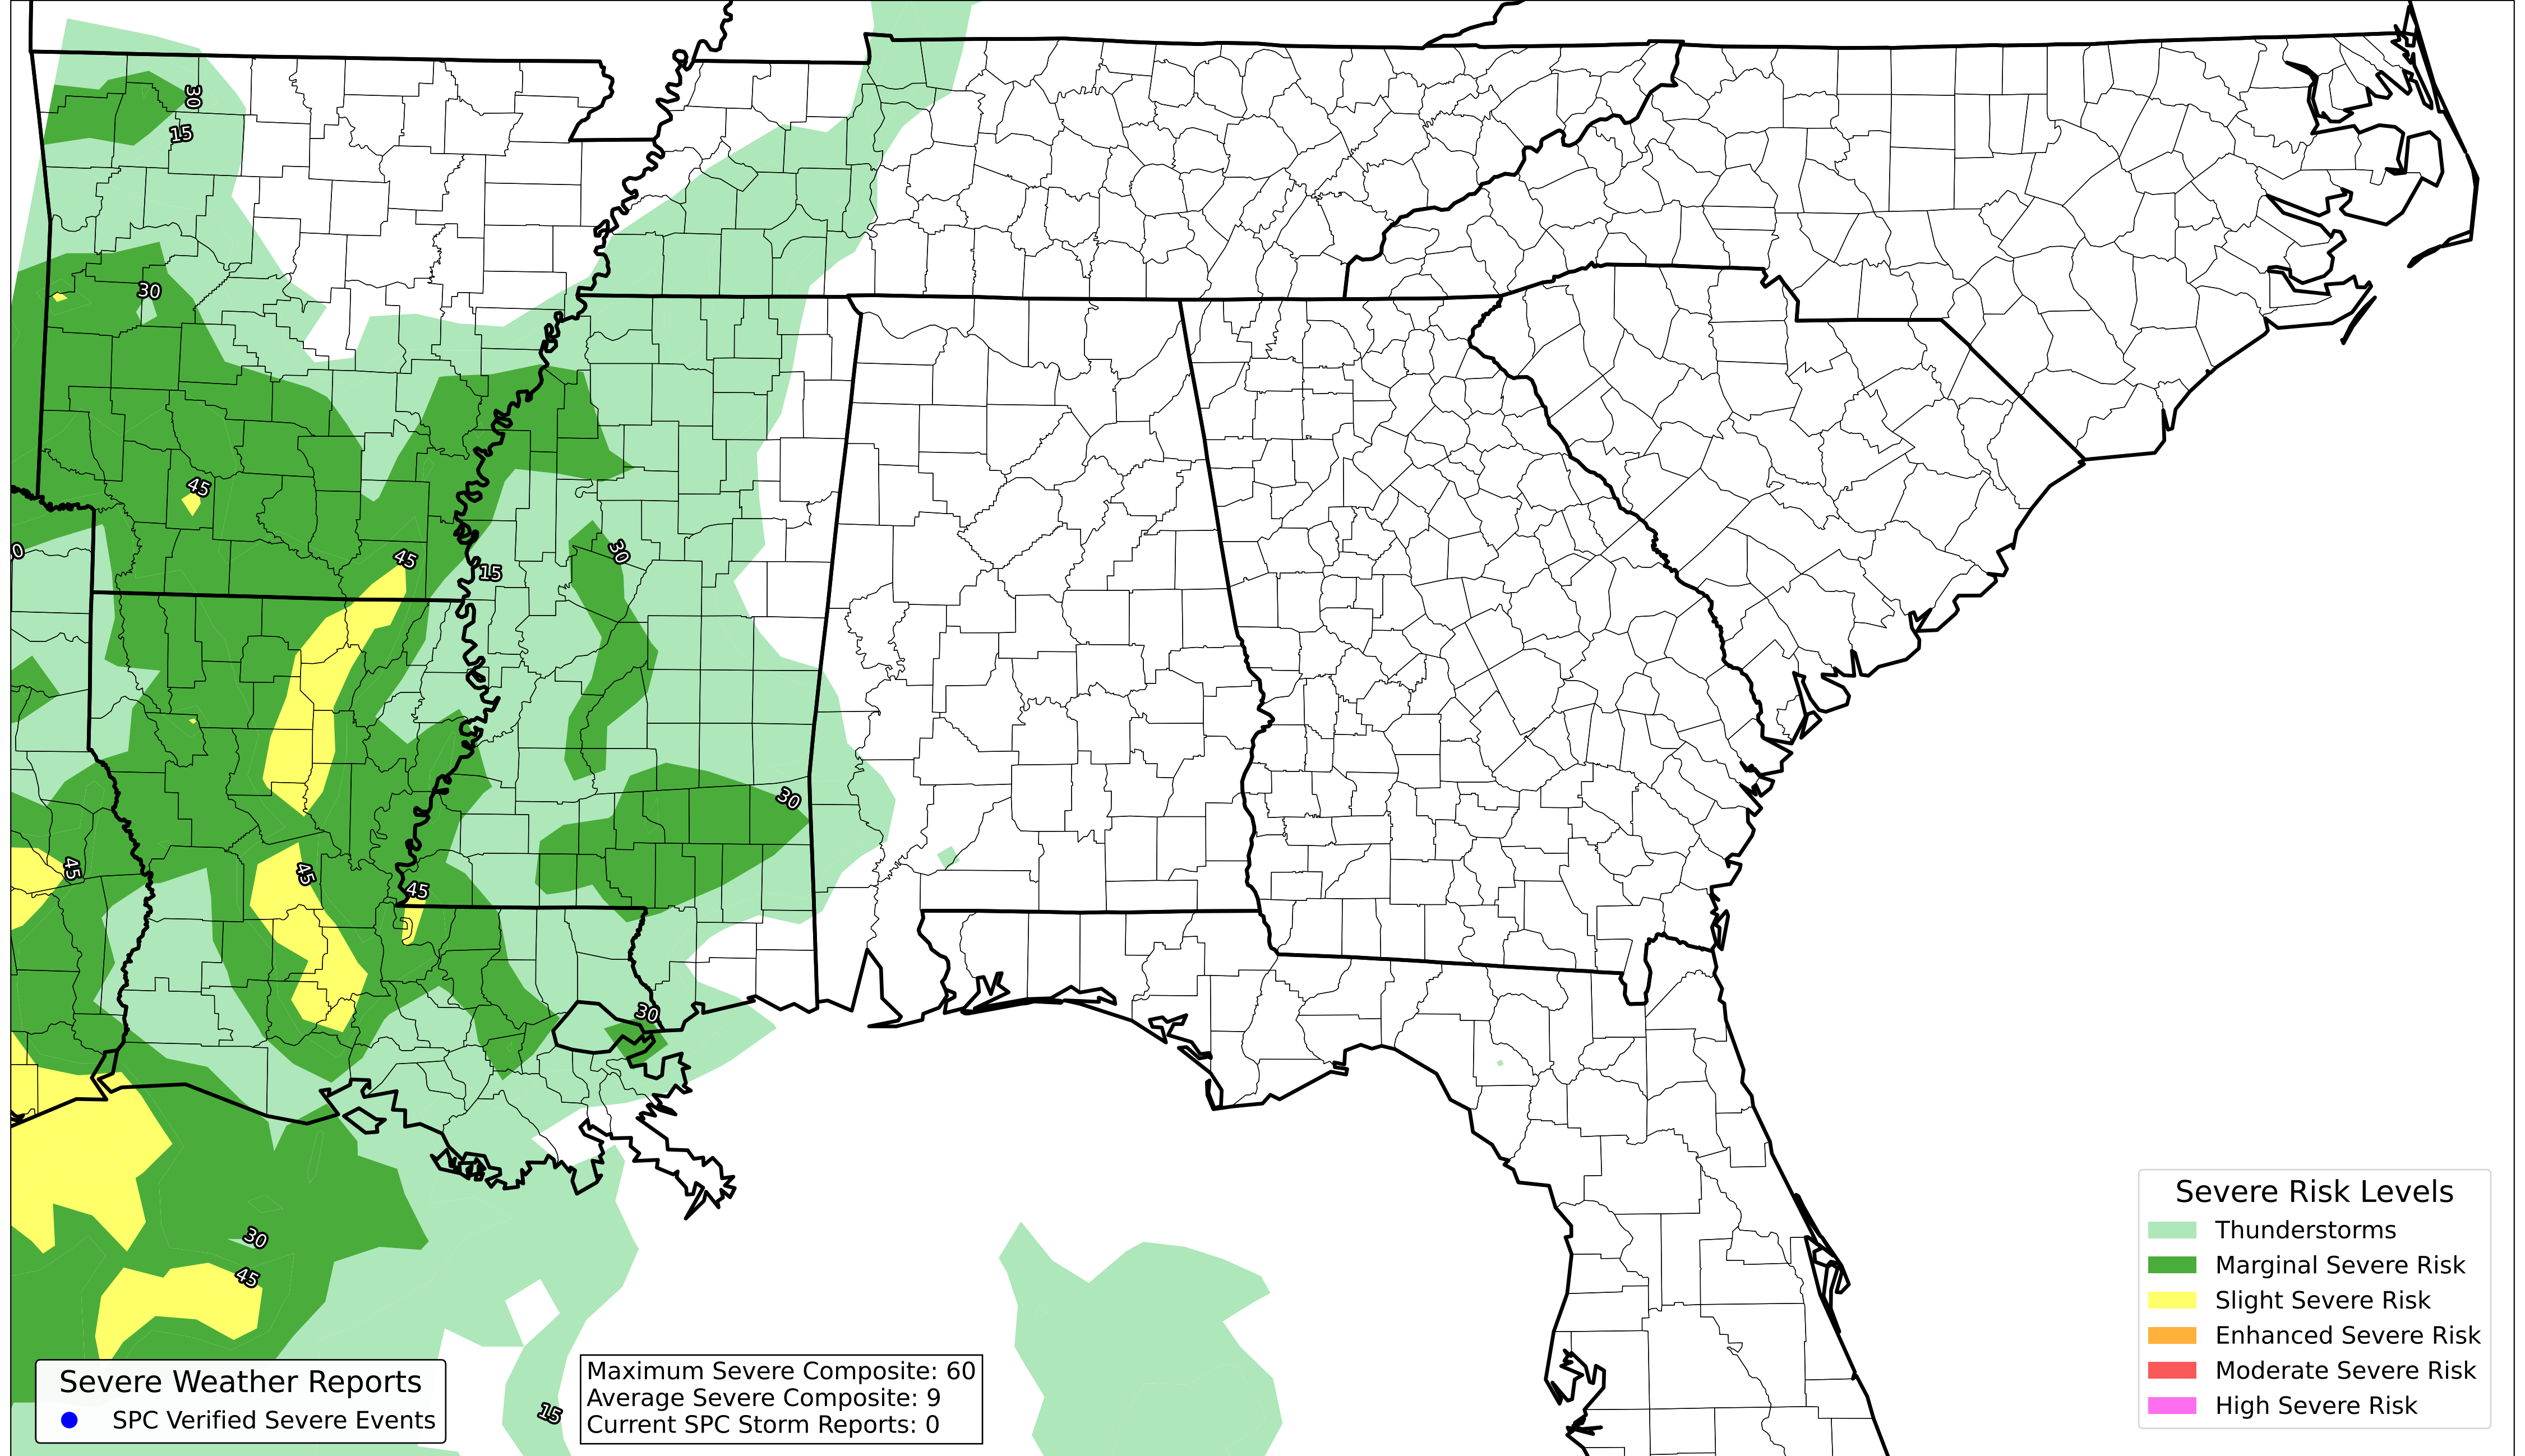 30
15
30
45
45
15
30
0
45
45
45
30
30
30
45
15
Severe Weather Reports
SPC Verified Severe Events
Maximum Severe Composite: 60
Average Severe Composite: 9
Current SPC Storm Reports: 0
Severe Risk Levels
Thunderstorms
Marginal Severe Risk
Slight Severe Risk
Enhanced Severe Risk
Moderate Severe Risk
High Severe Risk